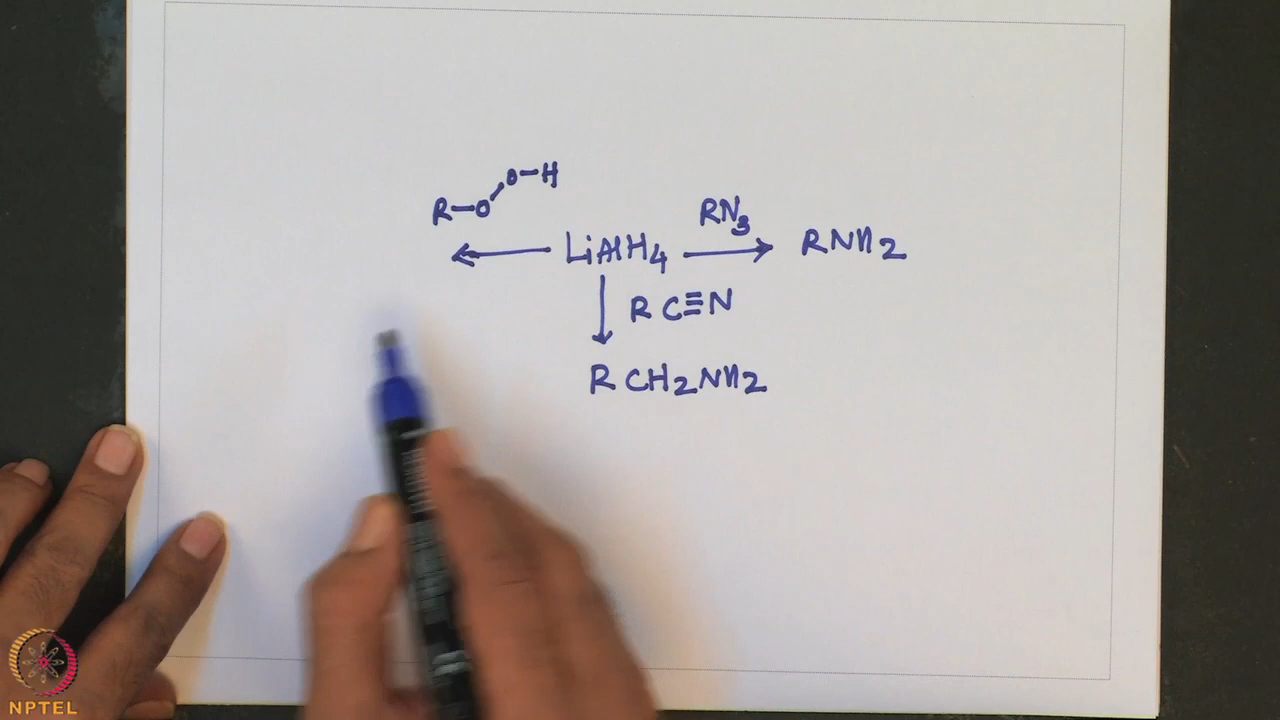 R-O-O-H
RN3
← LiAlH4 → RNH2
↓ RC≡N
RCH2NH2
NPTEL